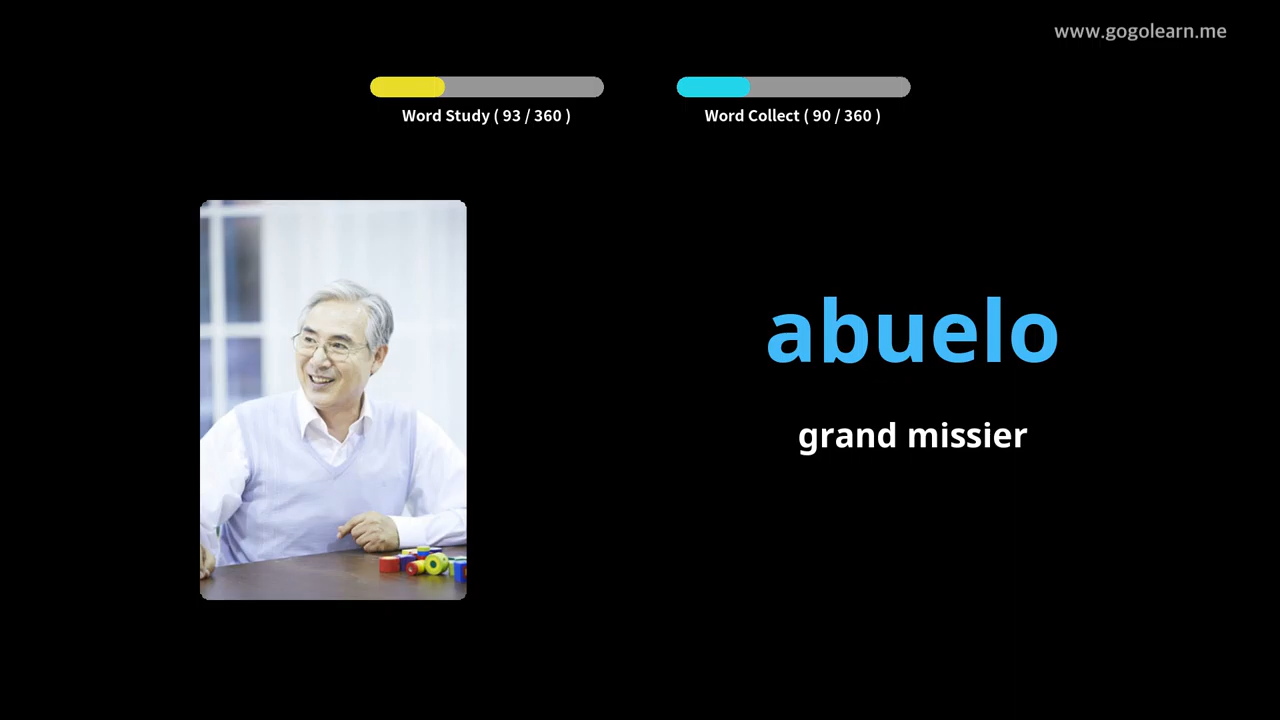 www.gogolearn.me
Word Study ( 93 / 360 )
Word Collect ( 90 / 360 )
abuelo
grand missier